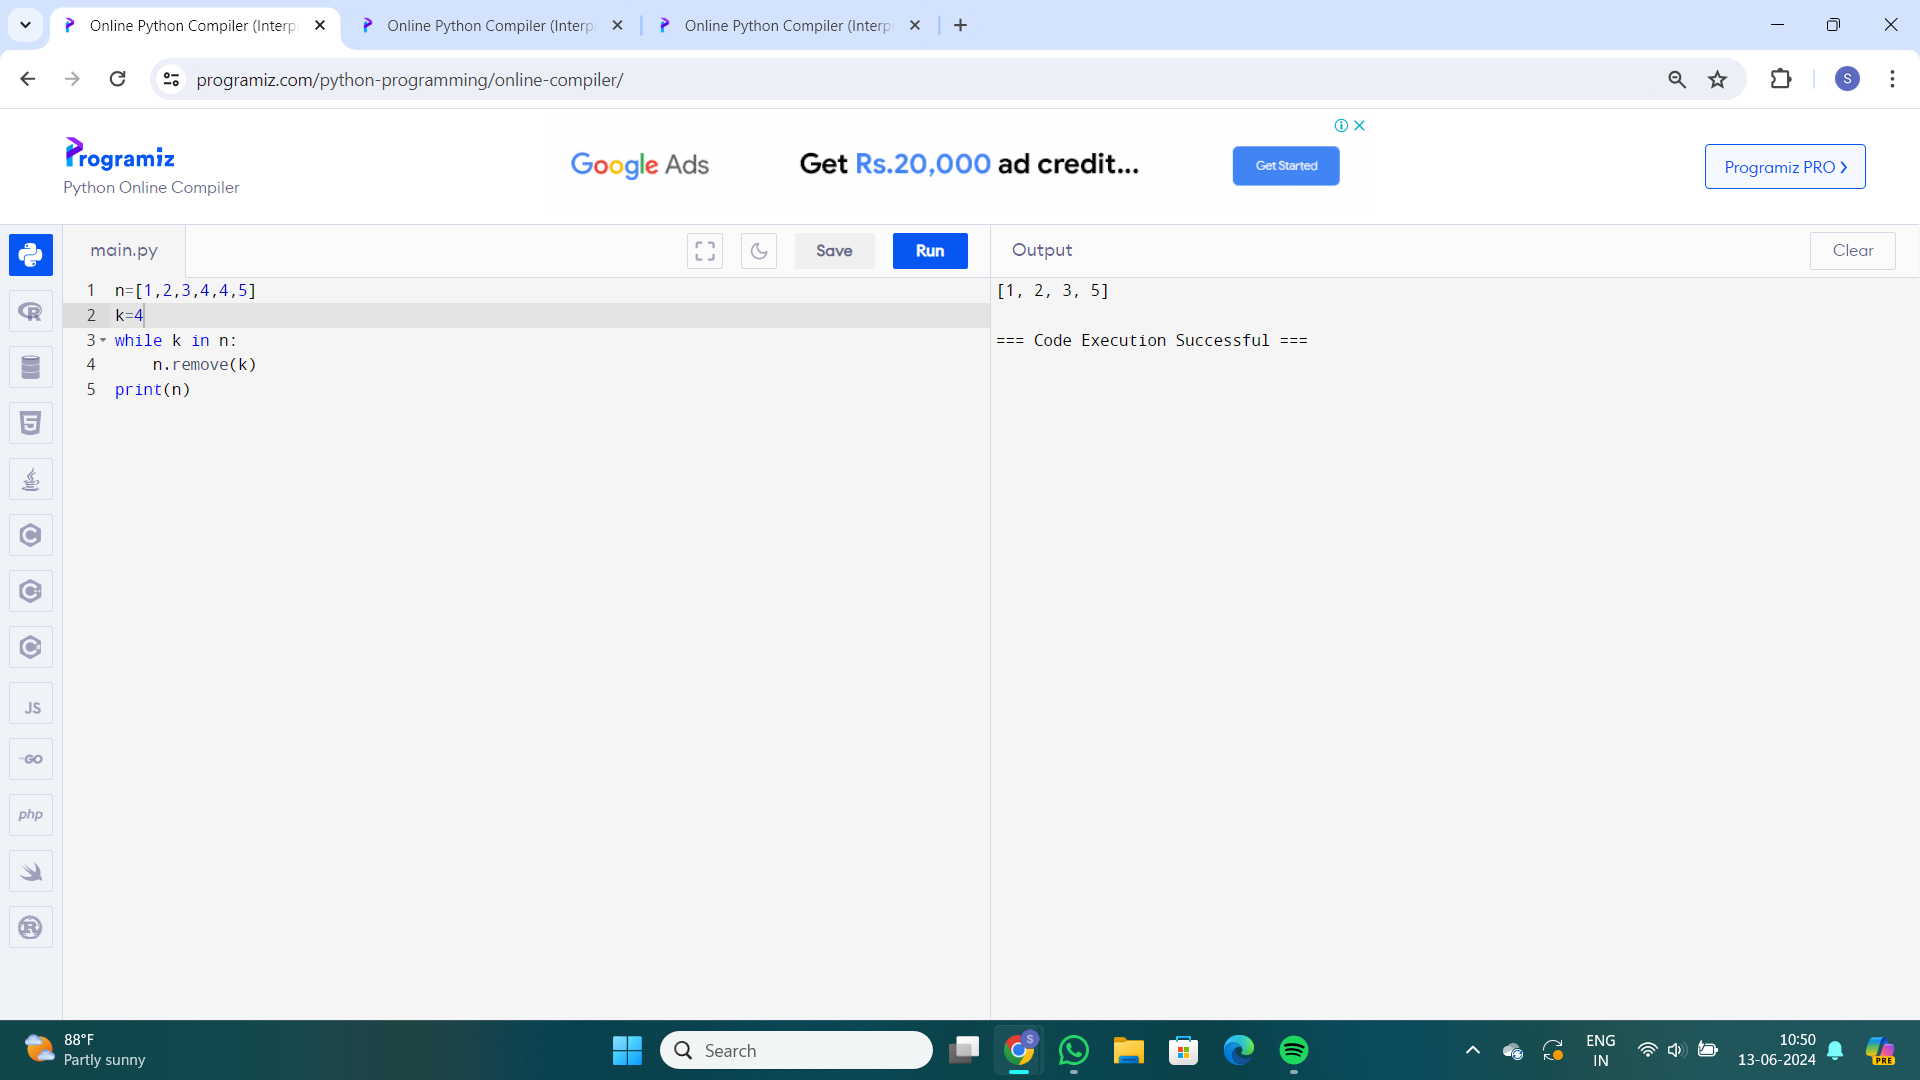 Online Python Compiler (Interp
Online Python Compiler (Interp
Online Python Compiler (Interp
programiz.com/python-programming/online-compiler/
S
Programiz
Python Online Compiler
Google Ads
Get Rs.20,000 ad credit...
Get Started
Programiz PRO
main.py
Save
Run
Output
Clear
1 n=[1,2,3,4,4,5]
2 k=4
3 while k in n:
4 n.remove(k)
5 print(n)
[1, 2, 3, 5]
=== Code Execution Successful ===
R
5
C
C
C
JS
GO
php
R
88°F
Partly sunny
Search
S
ENG
IN
10:50
13-06-2024
PRE